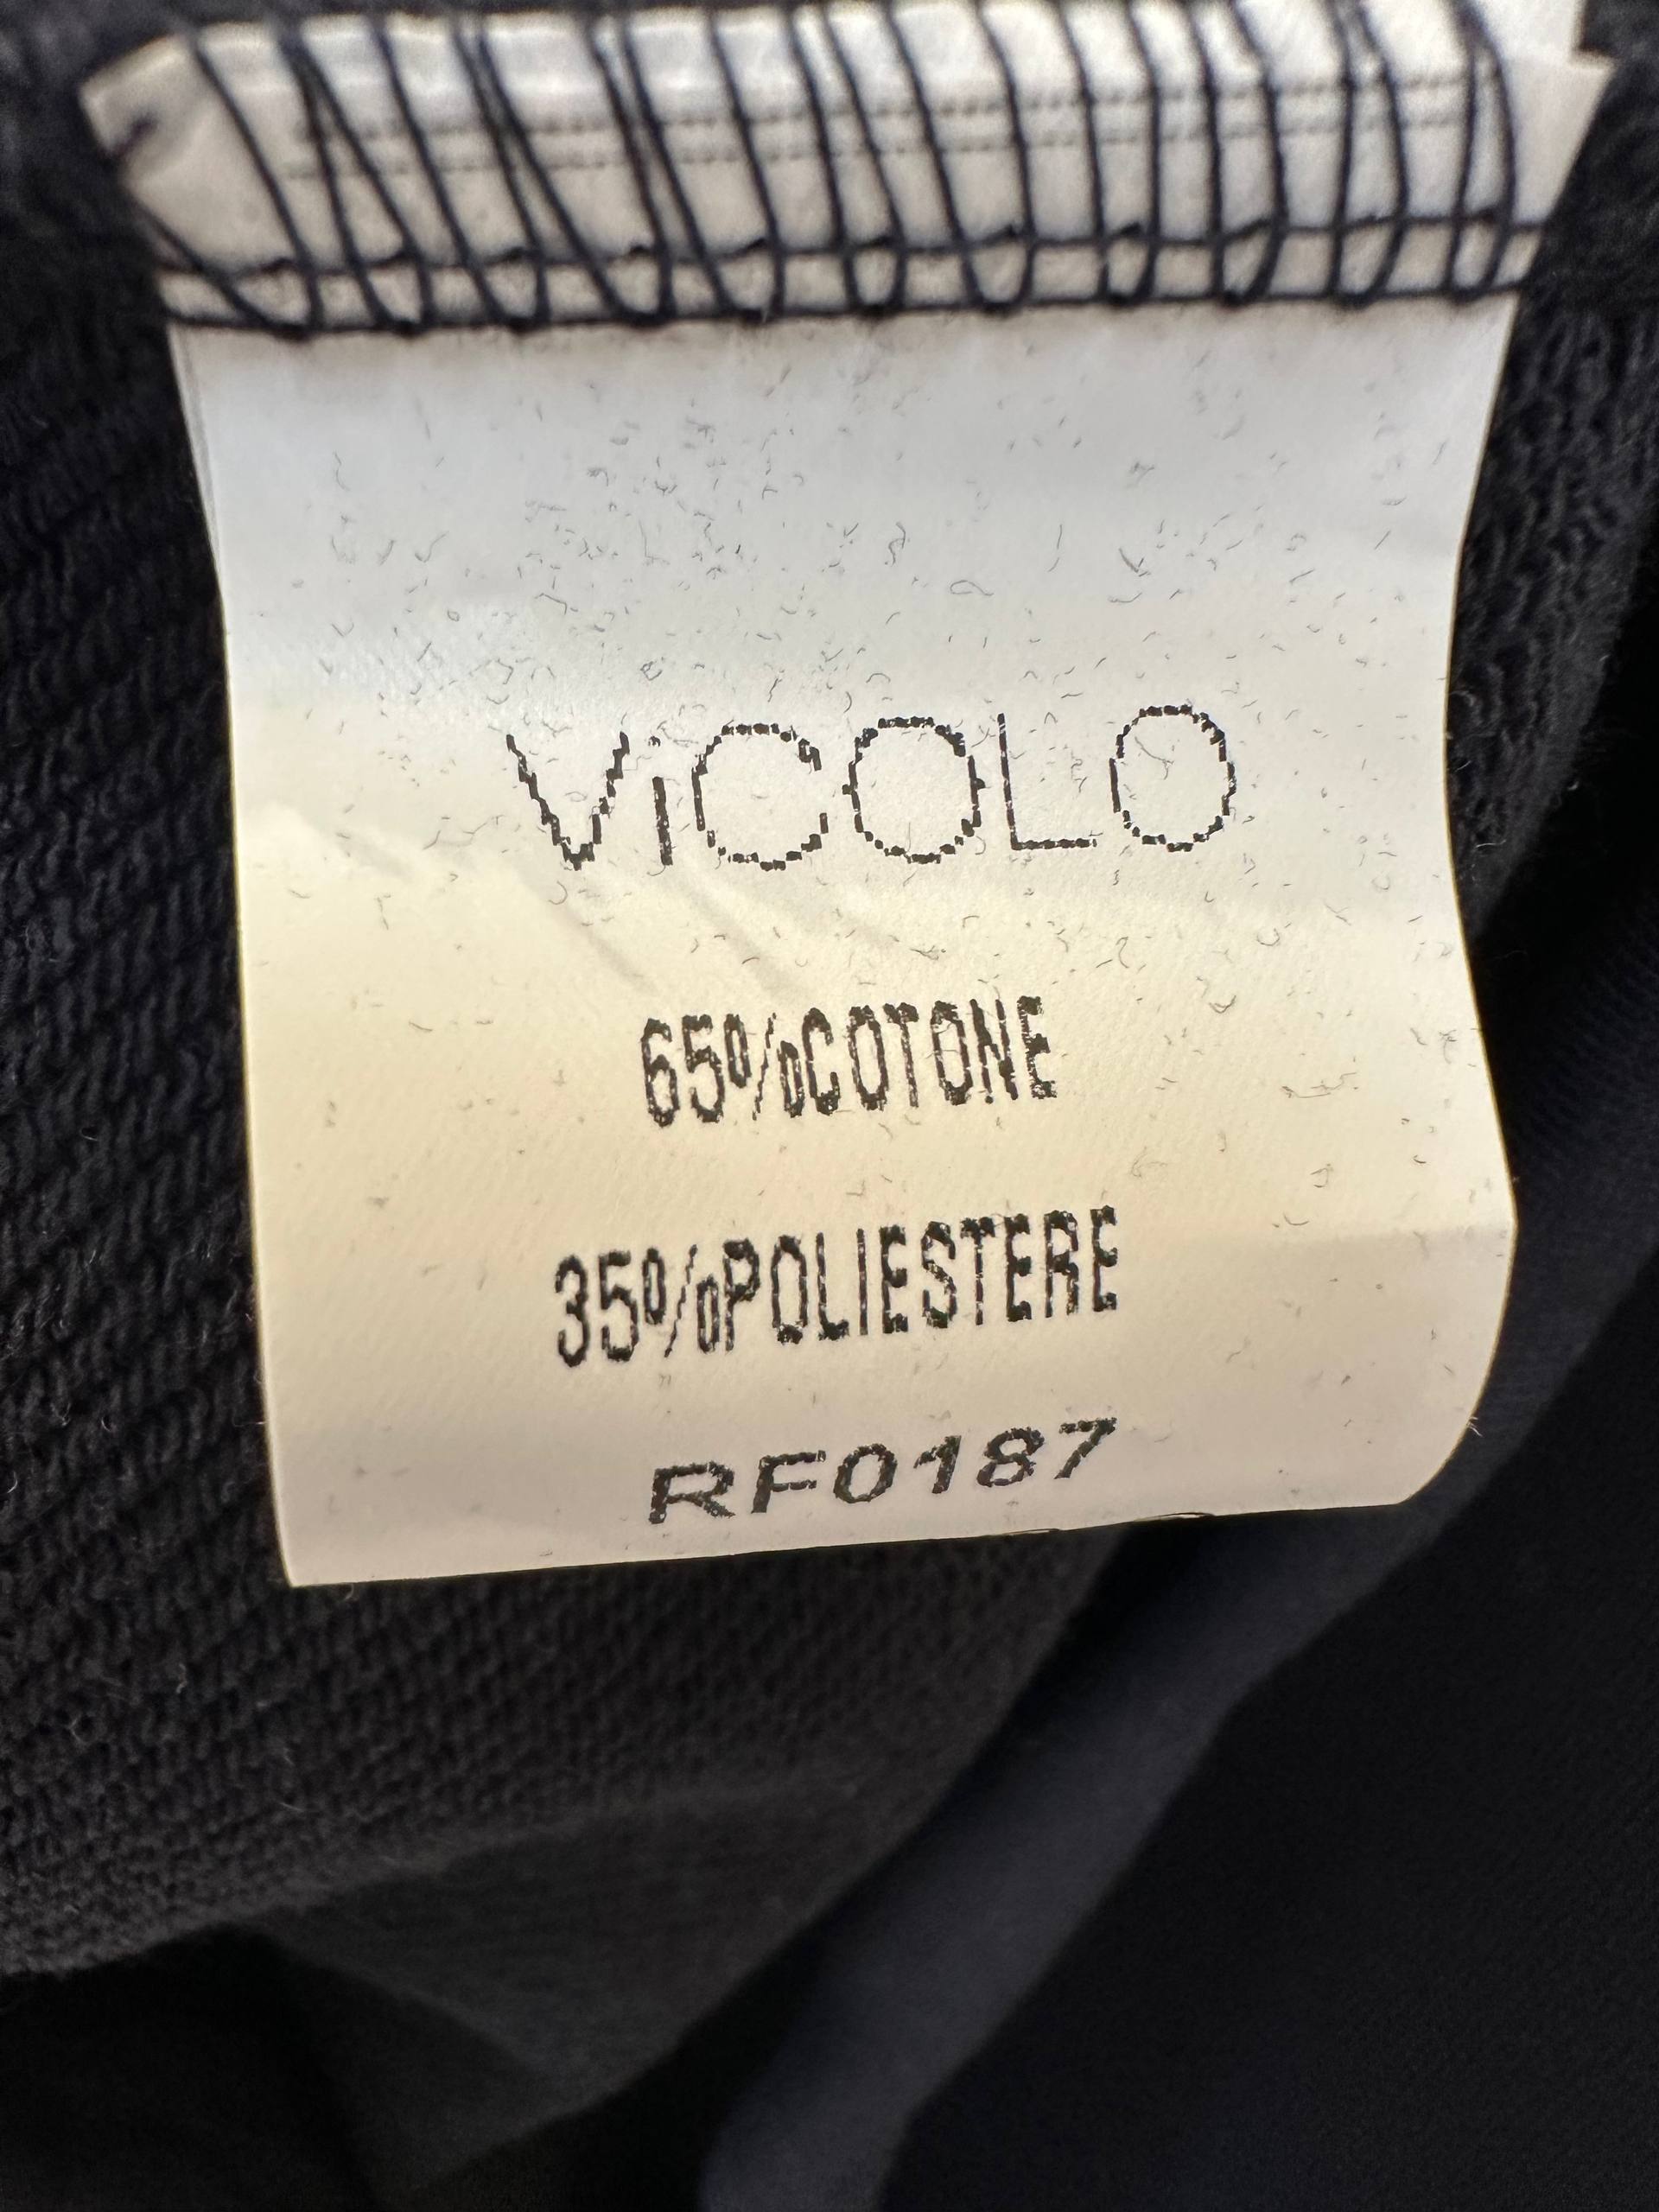 ViCOLO
65%COTONE
35%POLIESTERE
RF0187